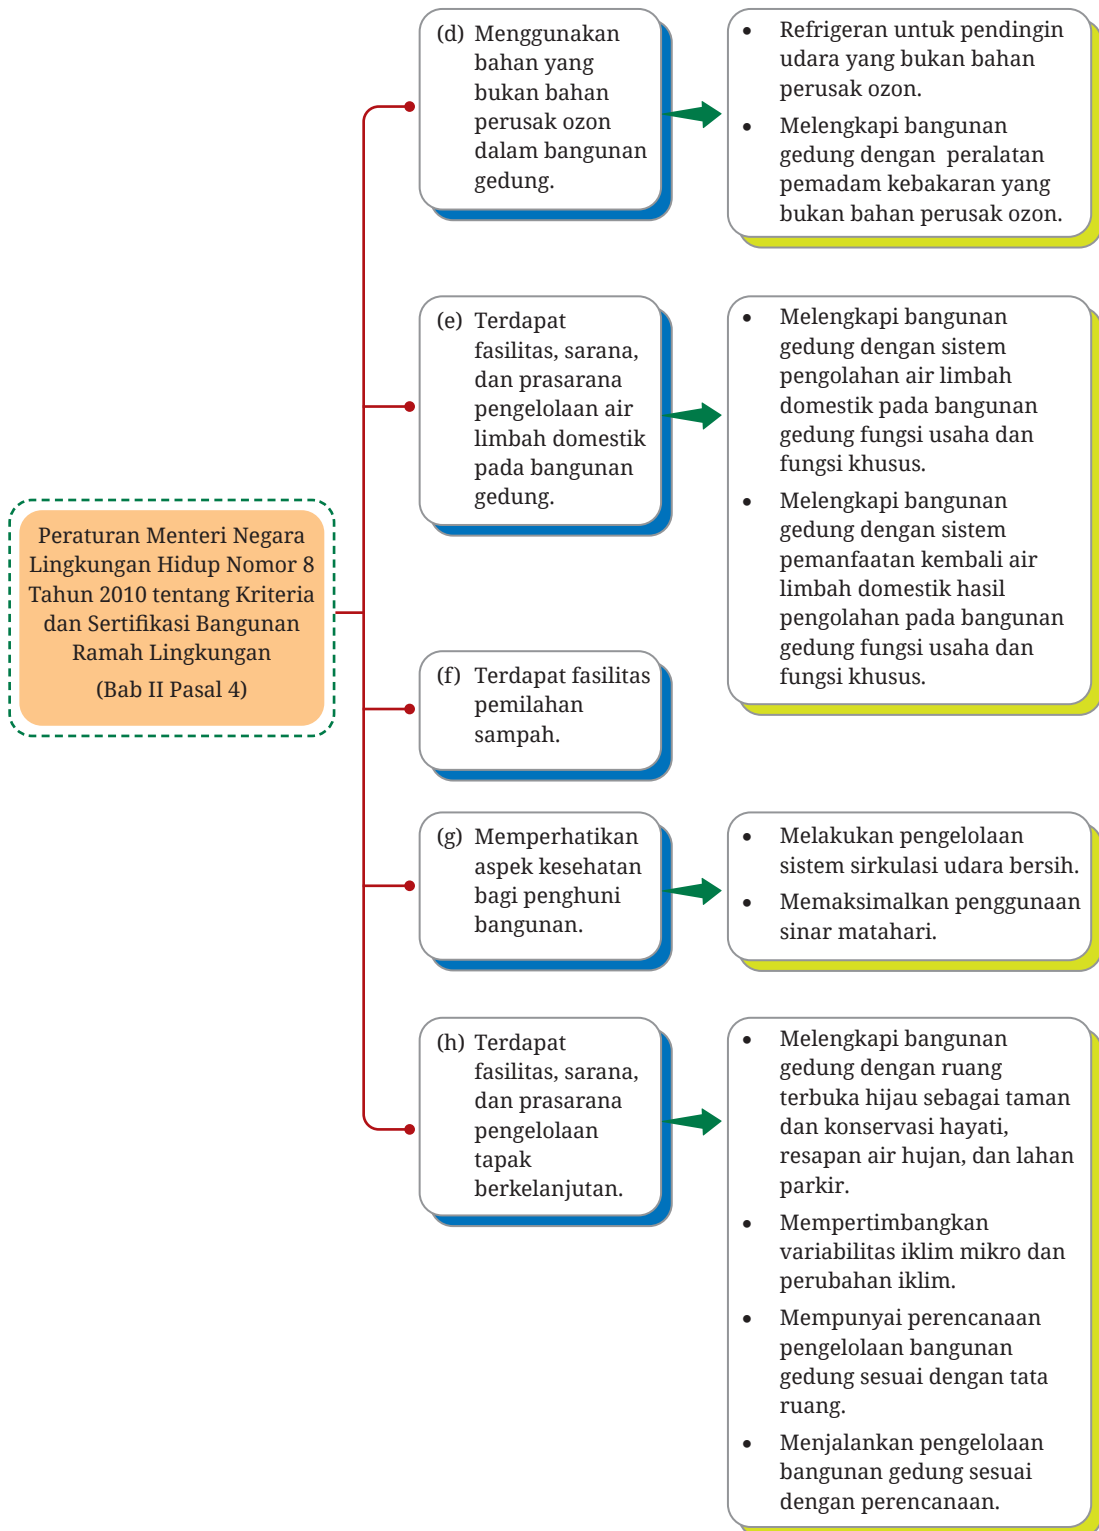 Peraturan Menteri Negara
Lingkungan Hidup Nomor 8
Tahun 2010 tentang Kriteria
dan Sertifikasi Bangunan
Ramah Lingkungan
(Bab II Pasal 4)
(d) Menggunakan
bahan yang
bukan bahan
perusak ozon
dalam bangunan
gedung.
• Refrigeran untuk pendingin
udara yang bukan bahan
perusak ozon.
• Melengkapi bangunan
gedung dengan peralatan
pemadam kebakaran yang
bukan bahan perusak ozon.
(e) Terdapat
fasilitas, sarana,
dan prasarana
pengelolaan air
limbah domestik
pada bangunan
gedung.
• Melengkapi bangunan
gedung dengan sistem
pengolahan air limbah
domestik pada bangunan
gedung fungsi usaha dan
fungsi khusus.
• Melengkapi bangunan
gedung dengan sistem
pemanfaatan kembali air
limbah domestik hasil
pengolahan pada bangunan
gedung fungsi usaha dan
fungsi khusus.
(f) Terdapat fasilitas
pemilahan
sampah.
(g) Memperhatikan
aspek kesehatan
bagi penghuni
bangunan.
• Melakukan pengelolaan
sistem sirkulasi udara bersih.
• Memaksimalkan penggunaan
sinar matahari.
(h) Terdapat
fasilitas, sarana,
dan prasarana
pengelolaan
tapak
berkelanjutan.
• Melengkapi bangunan
gedung dengan ruang
terbuka hijau sebagai taman
dan konservasi hayati,
resapan air hujan, dan lahan
parkir.
• Mempertimbangkan
variabilitas iklim mikro dan
perubahan iklim.
• Mempunyai perencanaan
pengelolaan bangunan
gedung sesuai dengan tata
ruang.
• Menjalankan pengelolaan
bangunan gedung sesuai
dengan perencanaan.